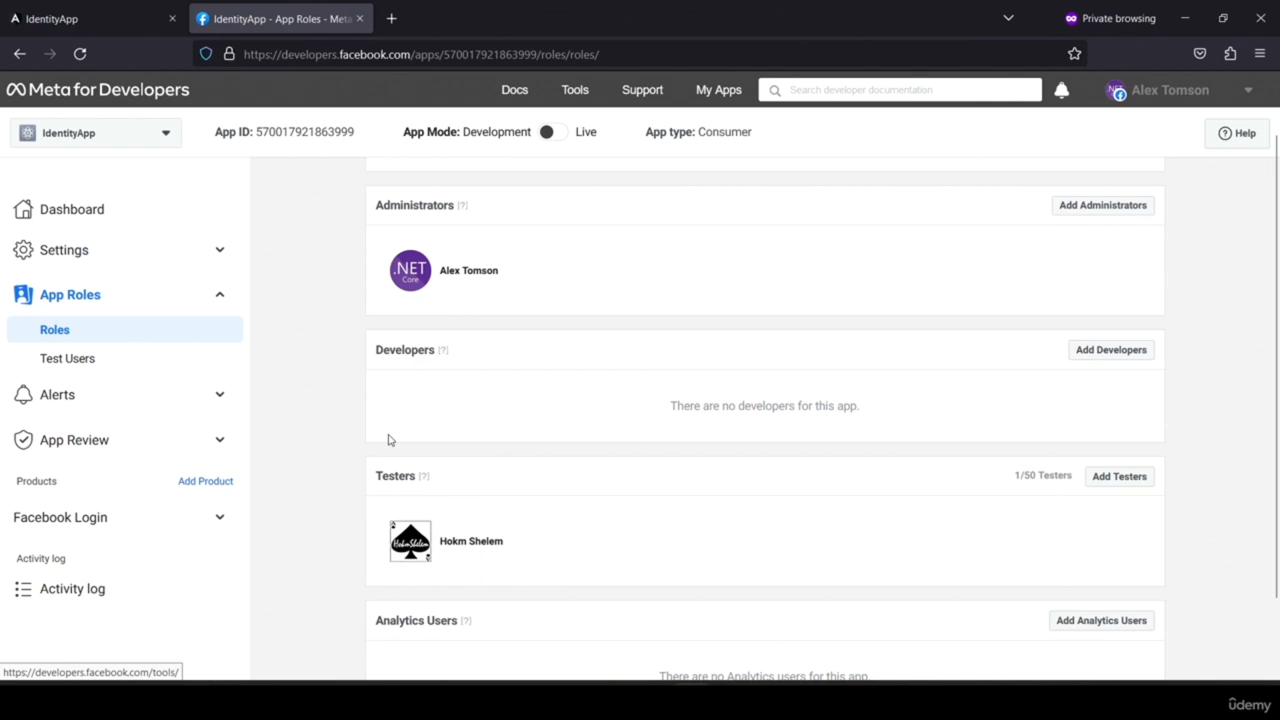 IdentityApp
IdentityApp - App Roles - Meta
Private browsing
https://developers.facebook.com/apps/570017921863999/roles/roles/
Meta for Developers
Docs
Tools
Support
My Apps
Search developer documentation
Alex Tomson
IdentityApp
App ID: 570017921863999
App Mode: Development
Live
App type: Consumer
Help
Dashboard
Settings
App Roles
Roles
Test Users
Alerts
App Review
Products
Add Product
Facebook Login
Activity log
Activity log
Administrators [?]
Add Administrators
.NET
Core
Alex Tomson
Developers [?]
Add Developers
There are no developers for this app.
Testers [?]
1/50 Testers
Add Testers
HokmShelem
Hokm Shelem
Analytics Users [?]
Add Analytics Users
There are no Analytics users for this app.
https://developers.facebook.com/tools/
ûdemy